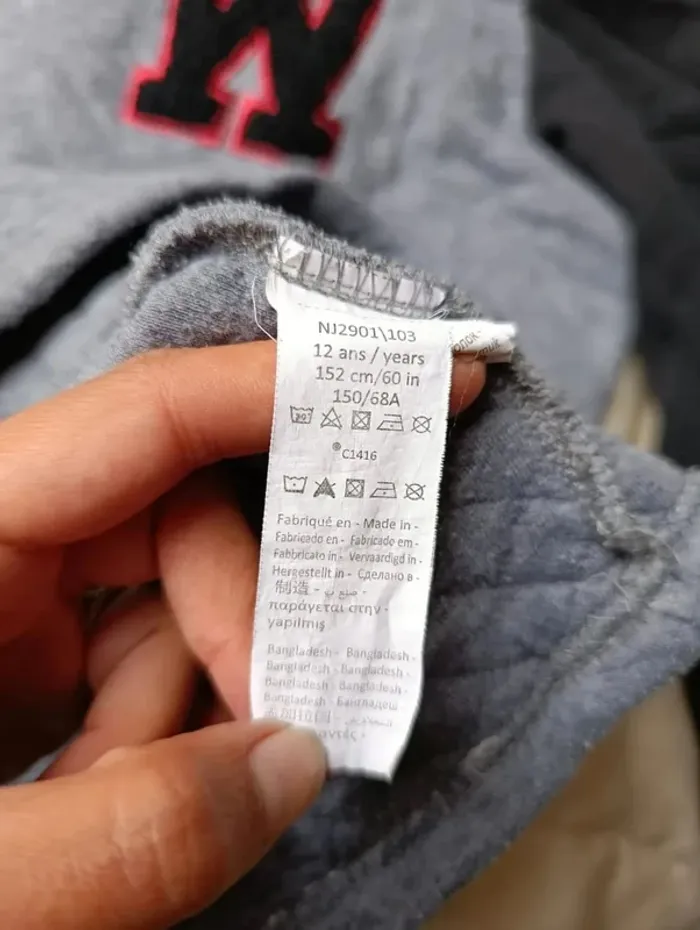 M
NJ2901\103
12 ans / years
152 cm/60 in
150/68A
C1416
Fabriqué en - Made in -
Fabricado en - Fabricado em -
Fabbricato in - Vervaardigd in -
Hergestellt in - Сделано в -
制造 -
παράγεται στην -
yapilmiş
Bangladesh - Bangladesh -
Bangladesh - Bangladesh -
Bangladesh - Bangladesh -
Bangladesh - Бангладеш